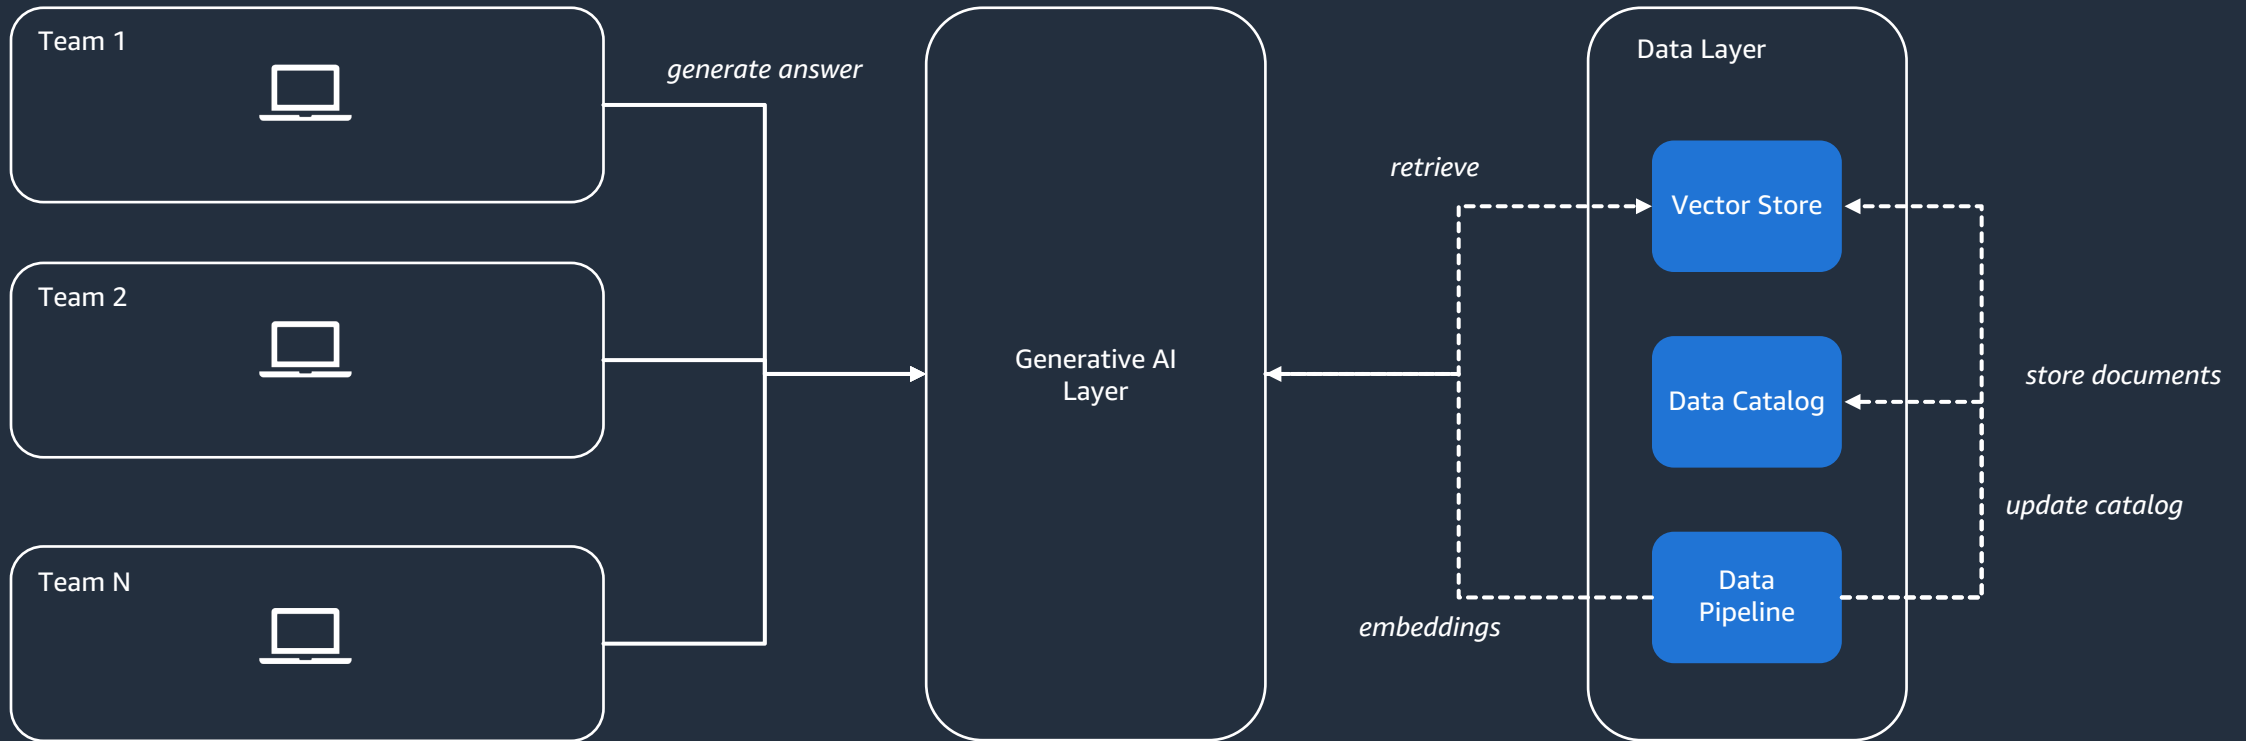 Team 1
generate answer
Team 2
Team N
Generative AI
Layer
retrieve
embeddings
Data Layer
Vector Store
Data Catalog
Data
Pipeline
store documents
update catalog